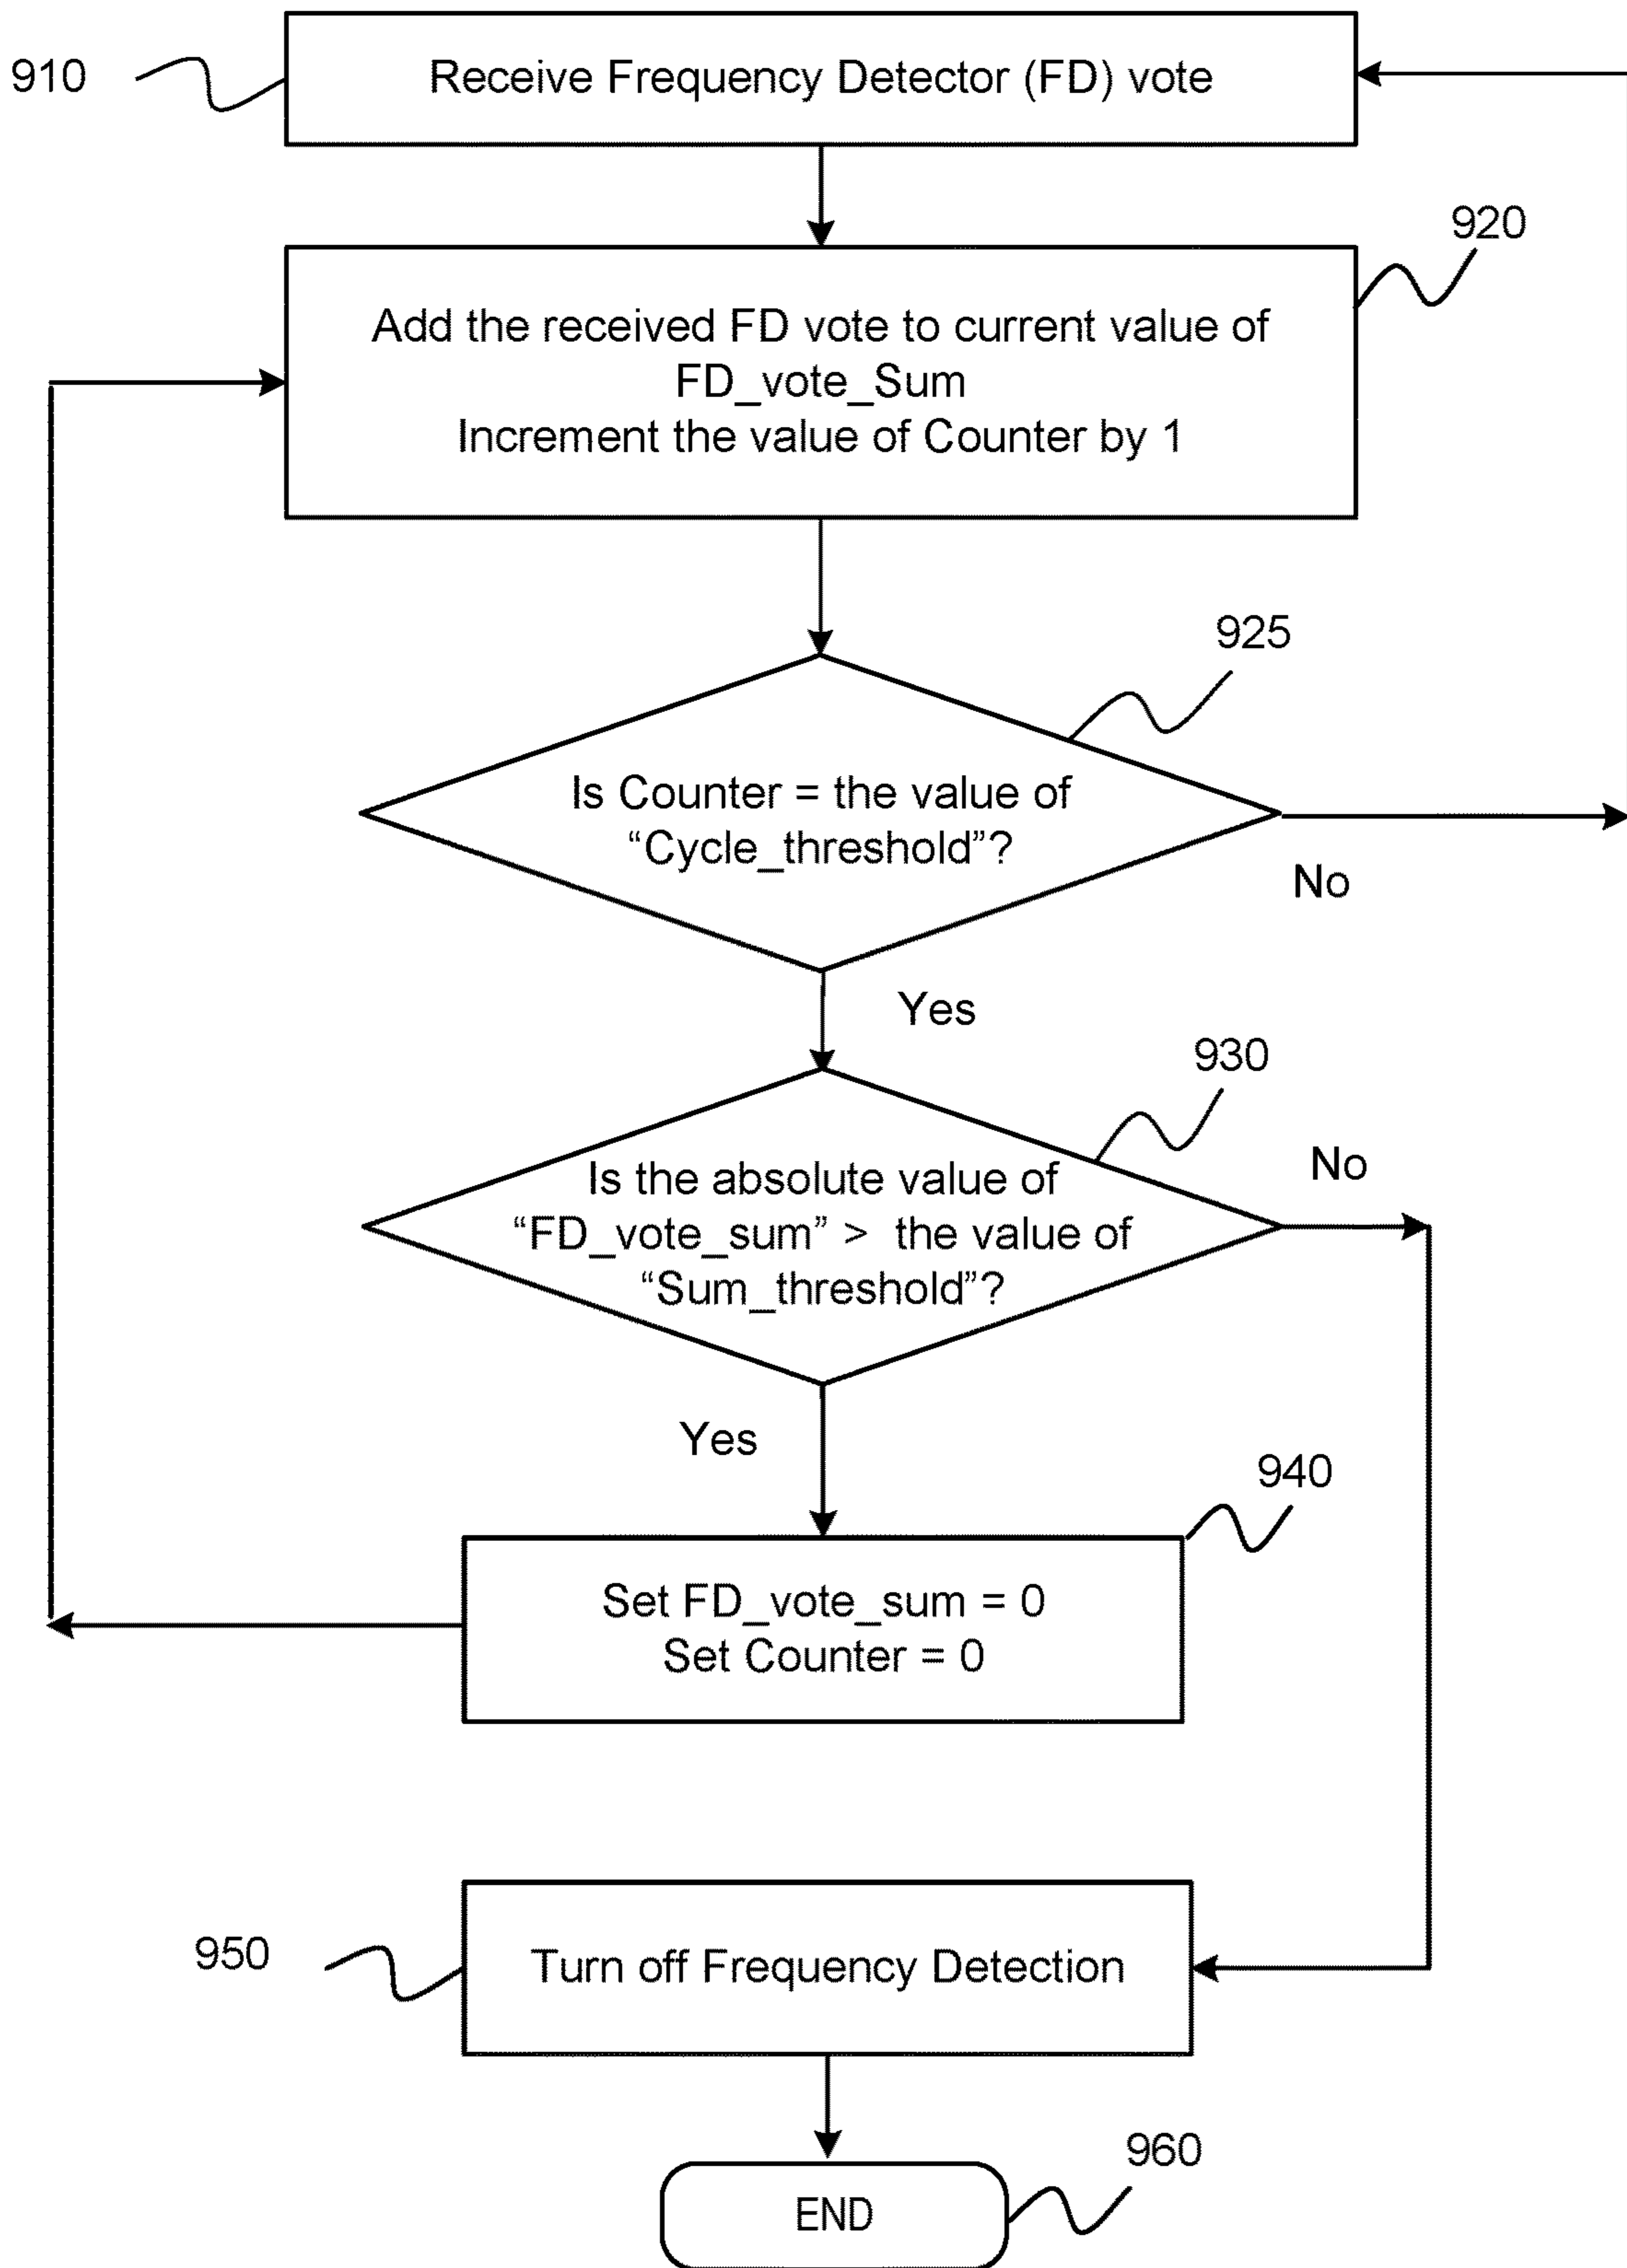 910
Receive Frequency Detector (FD) vote
920
Add the received FD vote to current value of
FD_vote_Sum
Increment the value of Counter by 1
925
Is Counter = the value of
“Cycle_threshold”?
No
Yes
930
Is the absolute value of
“FD_vote_sum” > the value of
“Sum_threshold”?
No
Yes
940
Set FD_vote_sum = 0
Set Counter = 0
950
Turn off Frequency Detection
960
END